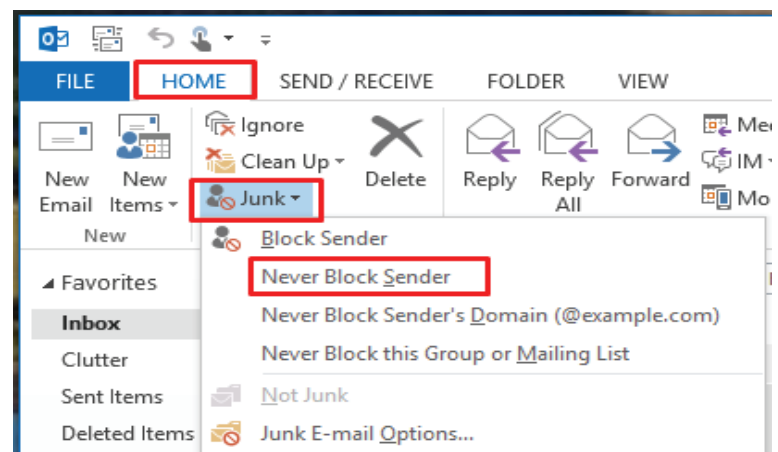 FILE HOME SEND / RECEIVE FOLDER VIEW
Ignore
Clean Up
Junk
New Email
New Items
Delete
Reply
Reply All
Forward
IM
New
Block Sender
Never Block Sender
Never Block Sender's Domain (@example.com)
Never Block this Group or Mailing List
Not Junk
Junk E-mail Options...
Favorites
Inbox
Clutter
Sent Items
Deleted Items